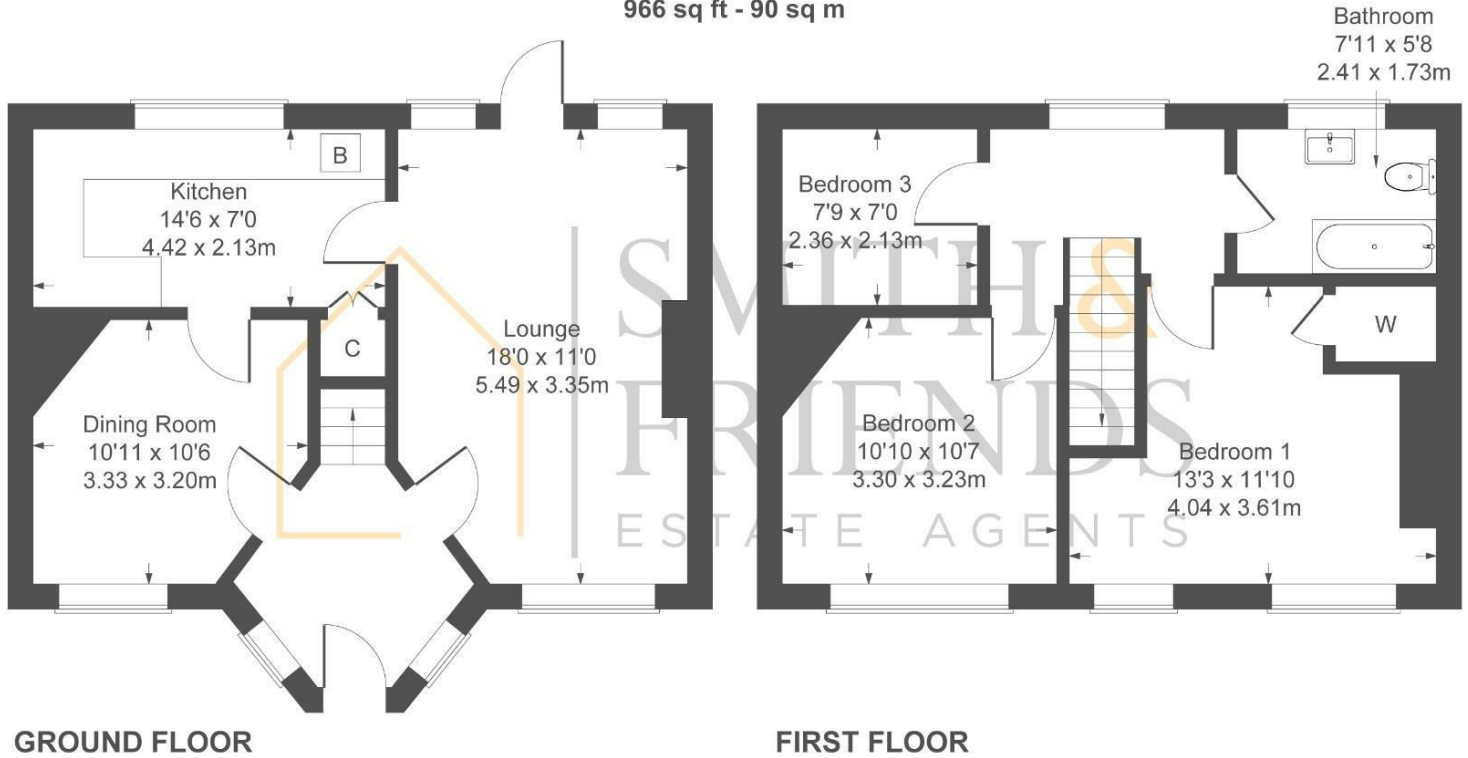 966 sq ft - 90 sq m
Bathroom
7'11 x 5'8
2.41 x 1.73m
B
Kitchen
14'6 x 7'0
4.42 x 2.13m
C
Lounge
18'0 x 11'0
5.49 x 3.35m
Dining Room
10'11 x 10'6
3.33 x 3.20m
Bedroom 3
7'9 x 7'0
2.36 x 2.13m
W
Bedroom 2
10'10 x 10'7
3.30 x 3.23m
Bedroom 1
13'3 x 11'10
4.04 x 3.61m
SMITH &
FRIENDS
ESTATE AGENTS
GROUND FLOOR
FIRST FLOOR